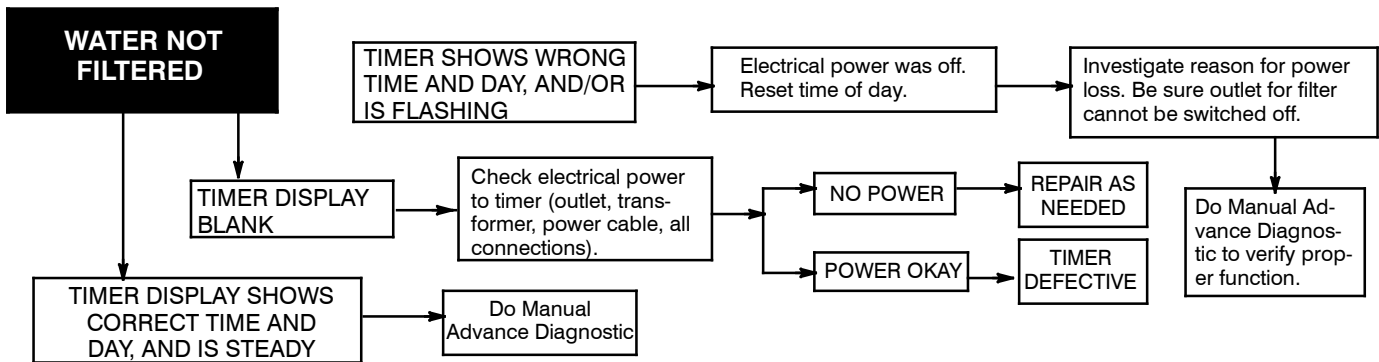 WATER NOT
FILTERED
TIMER SHOWS WRONG
TIME AND DAY, AND/OR
IS FLASHING
Electrical power was off.
Reset time of day.
Investigate reason for power
loss. Be sure outlet for filter
cannot be switched off.
TIMER DISPLAY
BLANK
Check electrical power
to timer (outlet, trans-
former, power cable, all
connections).
NO POWER
REPAIR AS
NEEDED
POWER OKAY
TIMER
DEFECTIVE
Do Manual Ad-
vance Diagnos-
tic to verify prop-
er function.
TIMER DISPLAY SHOWS
CORRECT TIME AND
DAY, AND IS STEADY
Do Manual
Advance Diagnostic